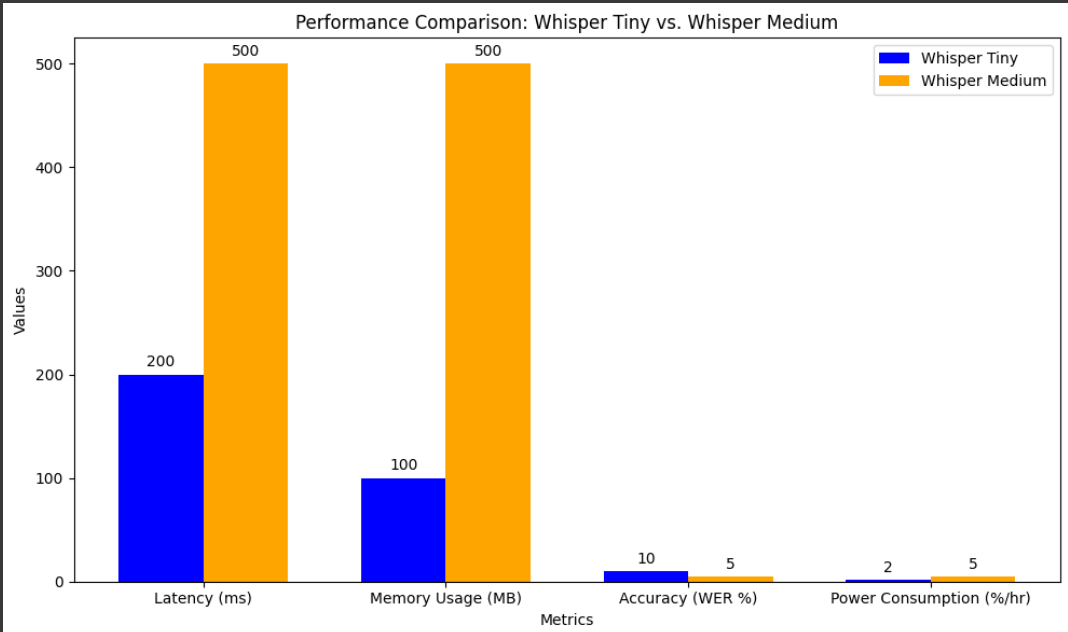 Performance Comparison: Whisper Tiny vs. Whisper Medium
Whisper Tiny
Whisper Medium
Values
500
400
300
200
100
0
200
500
100
500
10
5
2
5
Latency (ms)
Memory Usage (MB)
Accuracy (WER %)
Power Consumption (%/hr)
Metrics